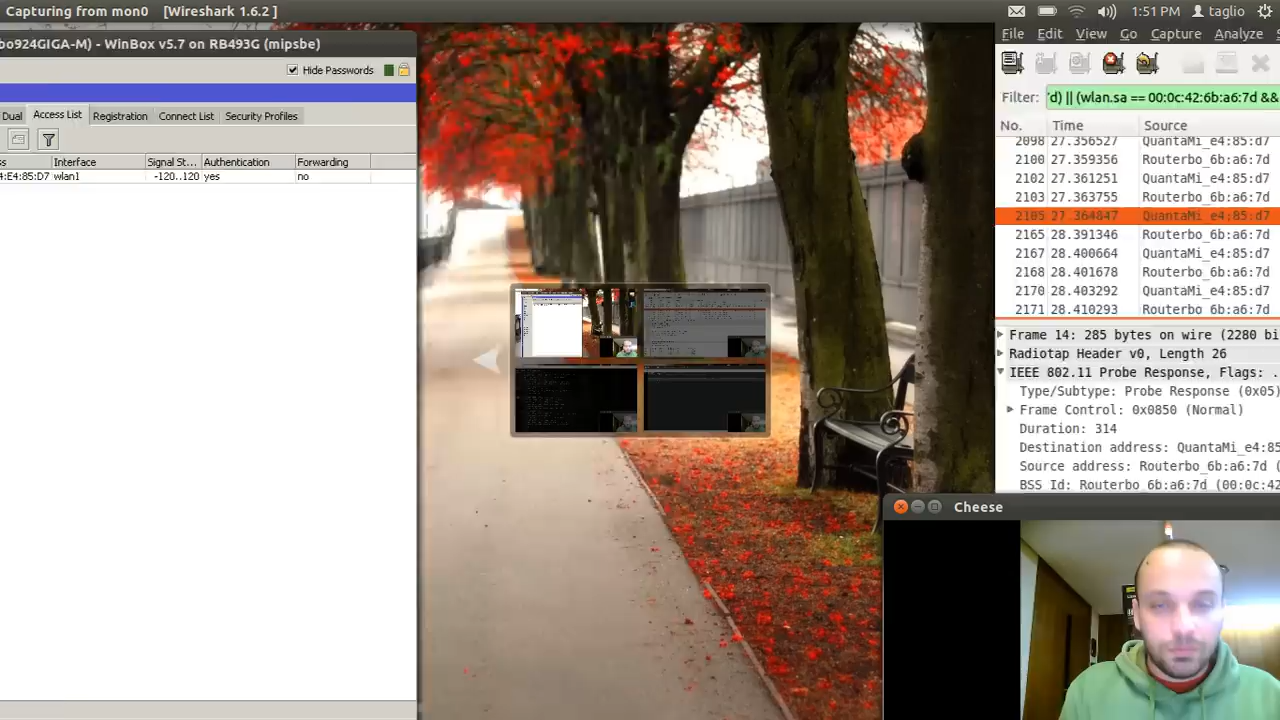 Capturing from mon0 [Wireshark 1.6.2 ]
1:51 PM taglio
bo924GIGA-M) - WinBox v5.7 on RB493G (mipsbe)
File Edit View Go Capture Analyze
Hide Passwords
Filter: 'd) || (wlan.sa == 00:0c:42:6b:a6:7d &&
Dual Access List Registration Connect List Security Profiles
No. Time Source
s Interface Signal St... Authentication Forwarding
4:E4:85:D7 wlan1 -120..120 yes no
2098 27.356527 QuantaMi_e4:85:d7
2100 27.359356 Routerbo_6b:a6:7d
2102 27.361251 QuantaMi_e4:85:d7
2103 27.363755 Routerbo_6b:a6:7d
2105 27.364847 QuantaMi_e4:85:d7
2165 28.391346 Routerbo_6b:a6:7d
2167 28.400664 QuantaMi_e4:85:d7
2168 28.401678 Routerbo_6b:a6:7d
2170 28.403292 QuantaMi_e4:85:d7
2171 28.410293 Routerbo_6b:a6:7d
Frame 14: 285 bytes on wire (2280 bi
Radiotap Header v0, Length 26
IEEE 802.11 Probe Response, Flags: .
Type/Subtype: Probe Response (0x05)
Frame Control: 0x0850 (Normal)
Duration: 314
Destination address: QuantaMi_e4:85
Source address: Routerbo_6b:a6:7d (
BSS Id: Routerbo_6b:a6:7d (00:0c:42
Cheese